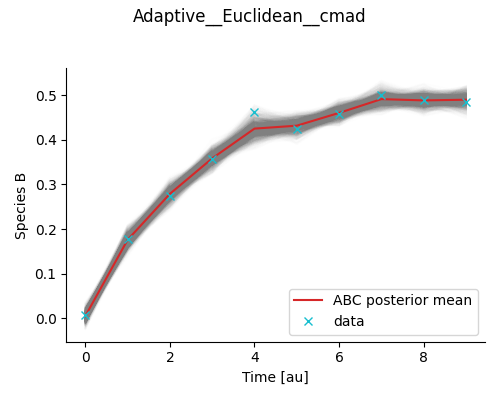 Adaptive__Euclidean__cmad
0.5
0.4
0.3
0.2
0.1
0.0
Species B
ABC posterior mean
data
0 2 4 6 8
Time [au]